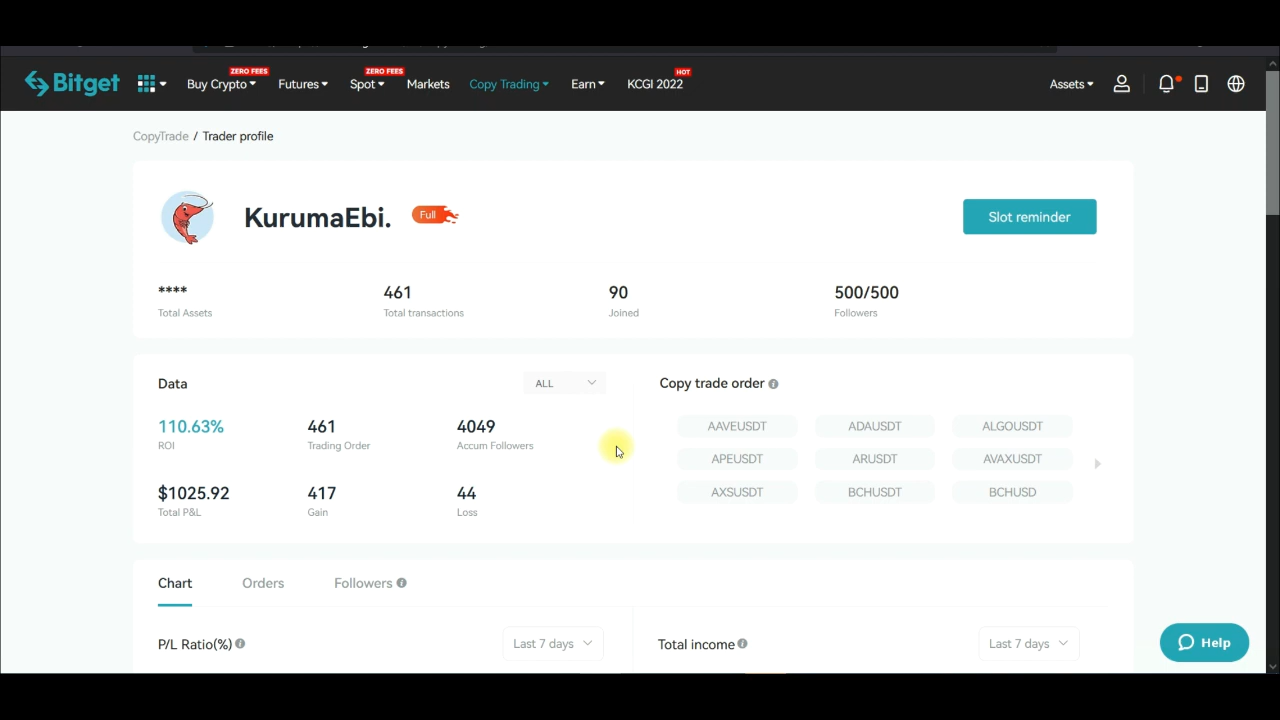 Bitget
Buy Crypto ZERO FEES Futures Spot ZERO FEES Markets Copy Trading Earn KCGI 2022 HOT Assets
CopyTrade / Trader profile
KurumaEbi. Full Slot reminder
**** 461 90 500/500
Total Assets Total transactions Joined Followers
Data ALL Copy trade order
110.63% 461 4049 AAVEUSDT ADAUSDT ALGOUSDT
ROI Trading Order Accum Followers APEUSDT ARUSDT AVAXUSDT
$1025.92 417 44 AXSUSDT BCHUSDT BCHUSD
Total P&L Gain Loss
Chart Orders Followers
P/L Ratio(%) Last 7 days Total income Last 7 days
Help